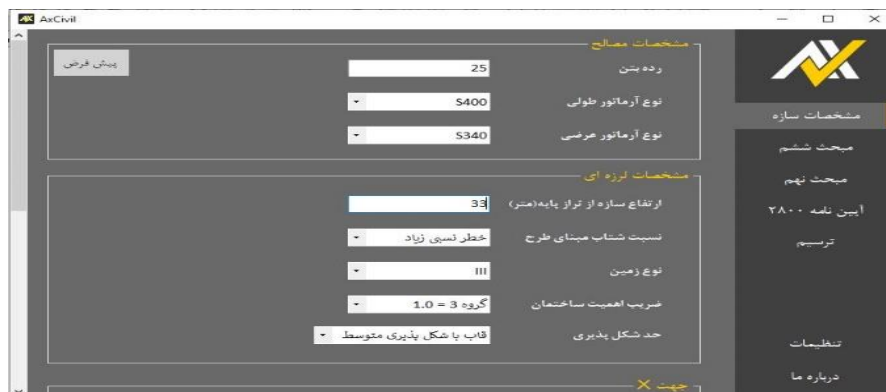 AxCivil
مشخصات مصالح
پیش فرض
رده بتن
25
نوع آرماتور طولی
S400
نوع آرماتور عرضی
S340
مشخصات لرزه ای
ارتفاع سازه از تراز پایه(متر)
33
نسبت شتاب مبنای طرح
خطر نسبی زیاد
نوع زمین
III
ضریب اهمیت ساختمان
گروه 3 = 1.0
حد شکل پذیری
قاب با شکل پذیری متوسط
جهت X
AX
مشخصات سازه
مبحث ششم
مبحث نهم
آیین نامه ۲۸۰۰
ترسیم
تنظیمات
درباره ما